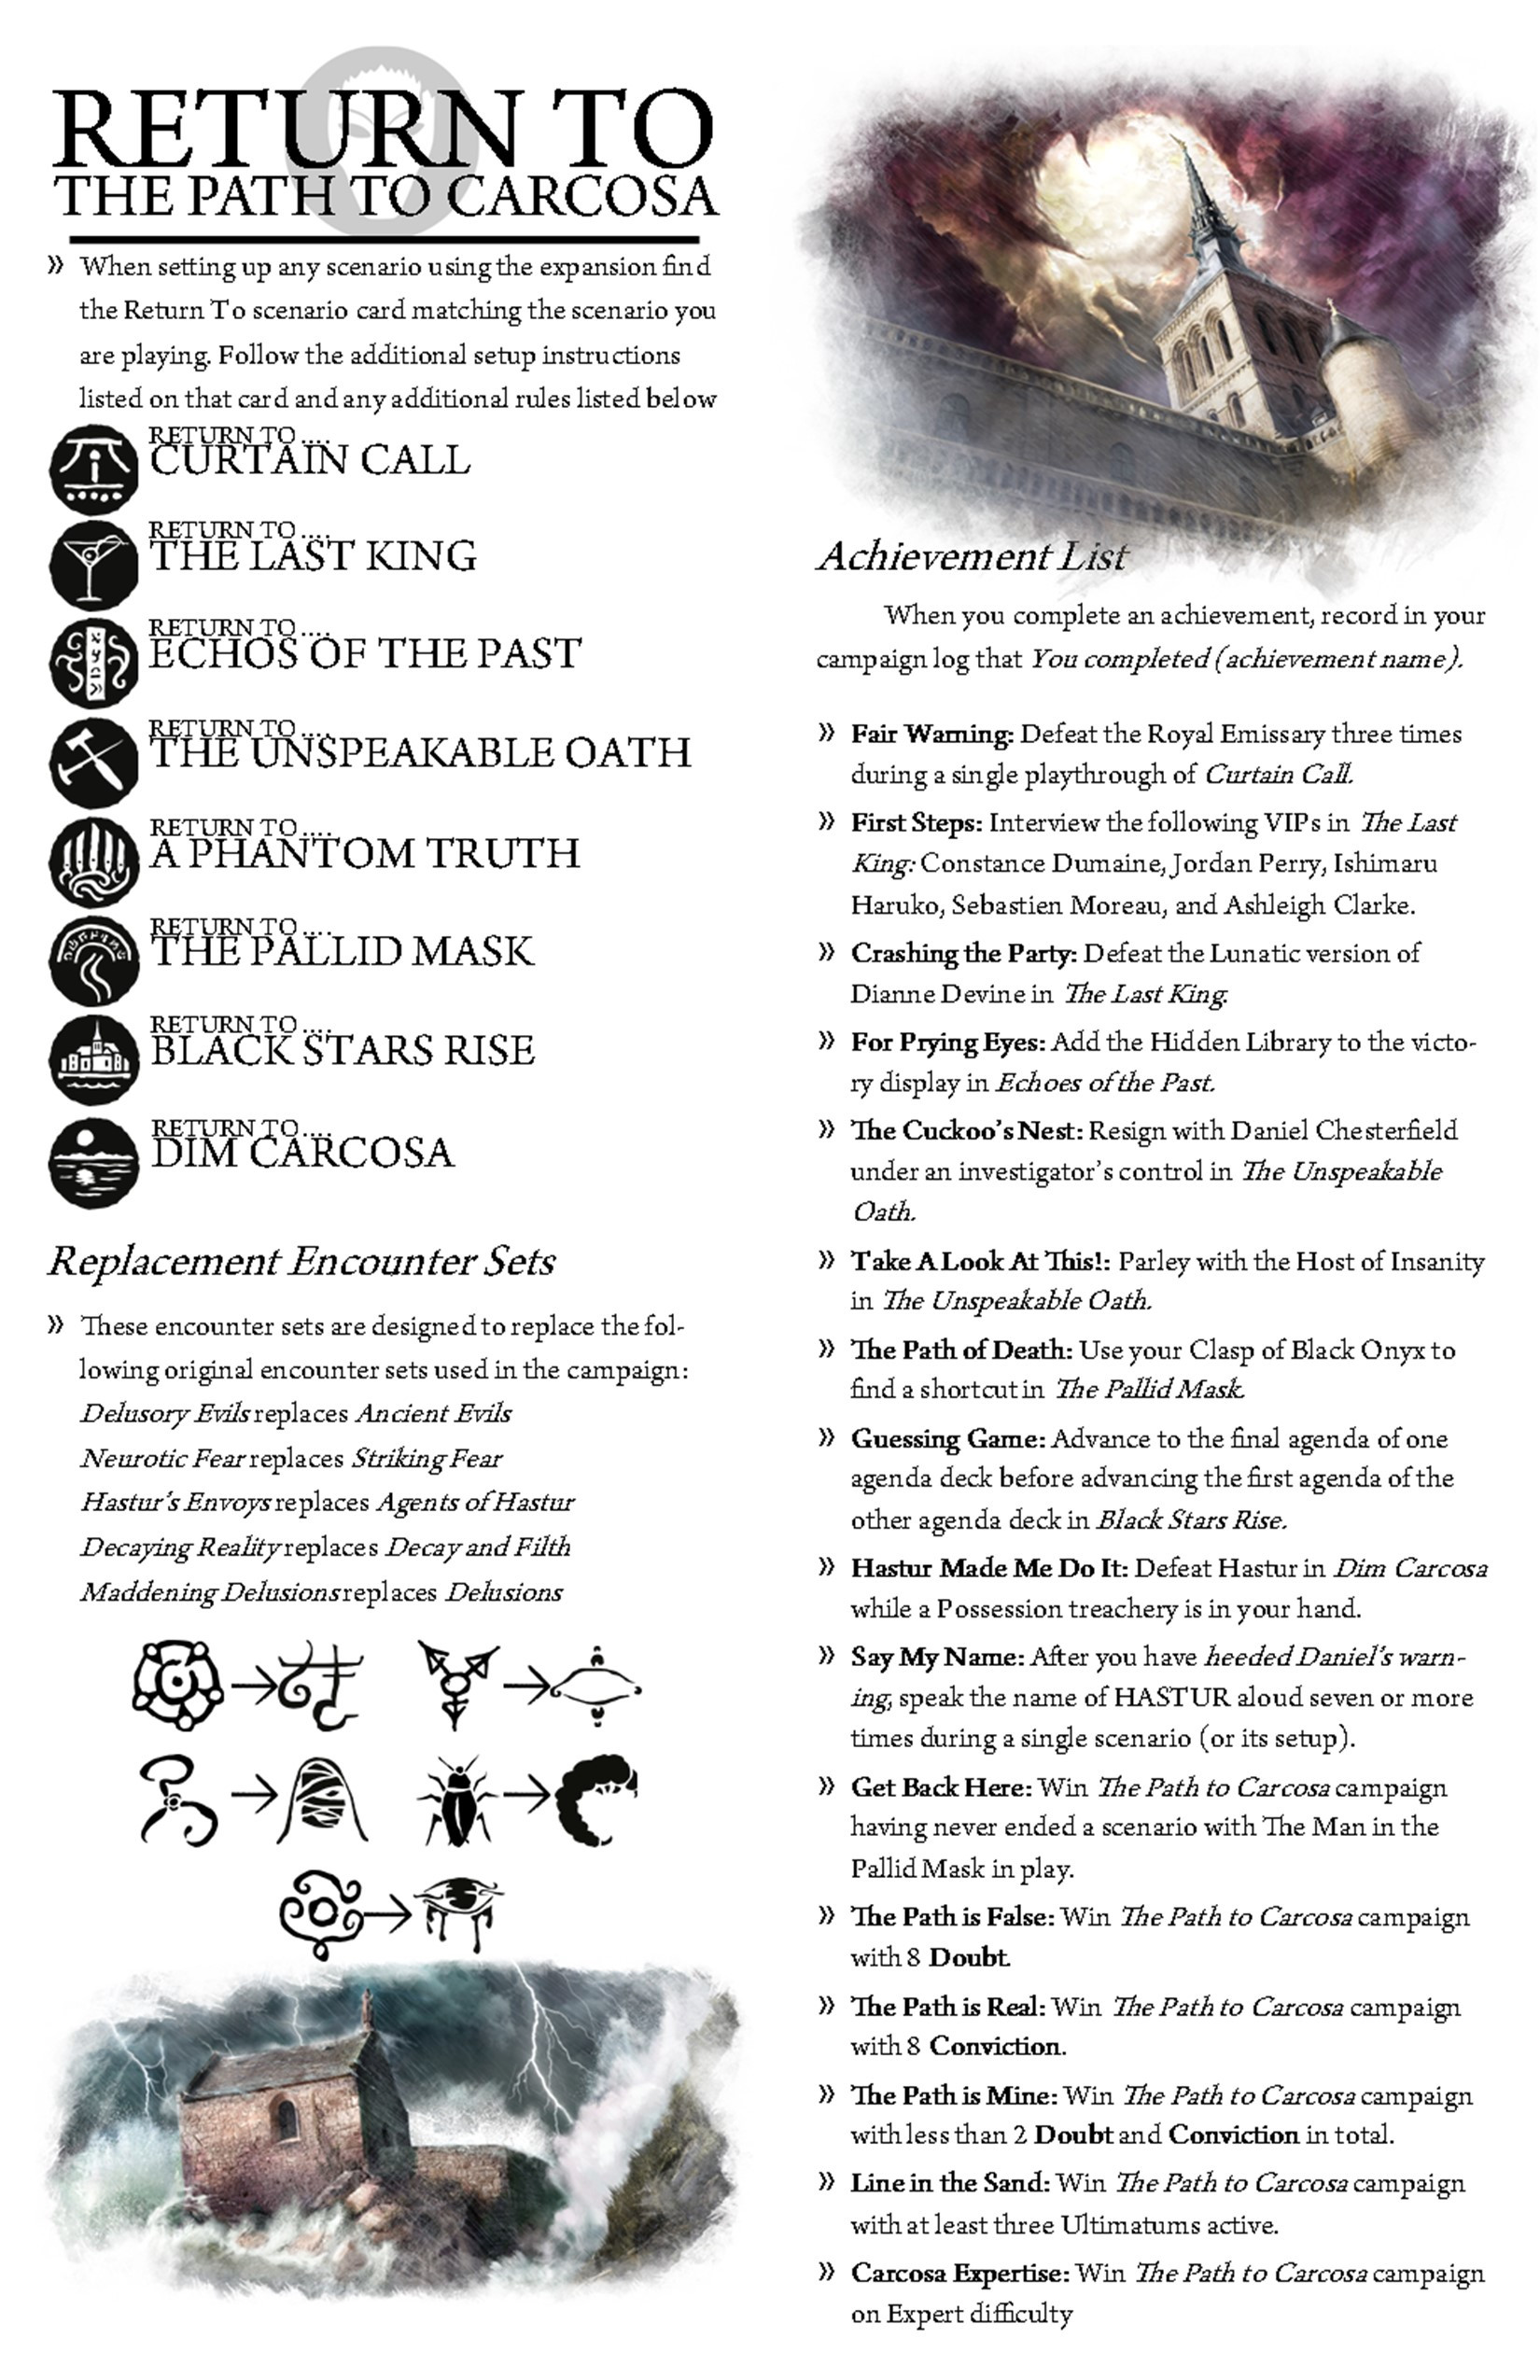 RETURN TO
THE PATH TO CARCOSA
» When setting up any scenario using the expansion find
the Return To scenario card matching the scenario you
are playing. Follow the additional setup instructions
listed on that card and any additional rules listed below
RETURN TO ....
CURTAIN CALL
RETURN TO ....
THE LAST KING
RETURN TO ....
ECHOS OF THE PAST
RETURN TO ....
THE UNSPEAKABLE OATH
RETURN TO ....
A PHANTOM TRUTH
RETURN TO ....
THE PALLID MASK
RETURN TO ....
BLACK STARS RISE
RETURN TO ....
DIM CARCOSA
Replacement Encounter Sets
» These encounter sets are designed to replace the fol-
lowing original encounter sets used in the campaign:
Delusory Evils replaces Ancient Evils
Neurotic Fear replaces Striking Fear
Hastur's Envoys replaces Agents of Hastur
Decaying Reality replaces Decay and Filth
Maddening Delusions replaces Delusions
Achievement List
When you complete an achievement, record in your
campaign log that You completed (achievement name).
» Fair Warning: Defeat the Royal Emissary three times
during a single playthrough of Curtain Call.
» First Steps: Interview the following VIPs in The Last
King: Constance Dumaine, Jordan Perry, Ishimaru
Haruko, Sebastien Moreau, and Ashleigh Clarke.
» Crashing the Party: Defeat the Lunatic version of
Dianne Devine in The Last King.
» For Prying Eyes: Add the Hidden Library to the victo-
ry display in Echoes of the Past.
» The Cuckoo's Nest: Resign with Daniel Chesterfield
under an investigator's control in The Unspeakable
Oath.
» Take A Look At This!: Parley with the Host of Insanity
in The Unspeakable Oath.
» The Path of Death: Use your Clasp of Black Onyx to
find a shortcut in The Pallid Mask.
» Guessing Game: Advance to the final agenda of one
agenda deck before advancing the first agenda of the
other agenda deck in Black Stars Rise.
» Hastur Made Me Do It: Defeat Hastur in Dim Carcosa
while a Possession treachery is in your hand.
» Say My Name: After you have heeded Daniel's warn-
ing, speak the name of HASTUR aloud seven or more
times during a single scenario (or its setup).
» Get Back Here: Win The Path to Carcosa campaign
having never ended a scenario with The Man in the
Pallid Mask in play.
» The Path is False: Win The Path to Carcosa campaign
with 8 Doubt.
» The Path is Real: Win The Path to Carcosa campaign
with 8 Conviction.
» The Path is Mine: Win The Path to Carcosa campaign
with less than 2 Doubt and Conviction in total.
» Line in the Sand: Win The Path to Carcosa campaign
with at least three Ultimatums active.
» Carcosa Expertise: Win The Path to Carcosa campaign
on Expert difficulty